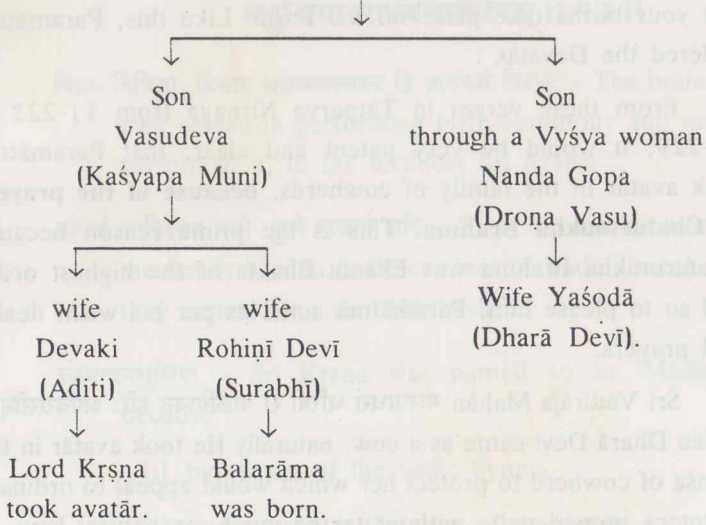 Son
Vasudeva
(Kaśyapa Muni)
Son
through a Vyśya woman
Nanda Gopa
(Drona Vasu)
wife
Devaki
(Aditi)
wife
Rohiṇī Devī
(Surabhī)
Wife Yaśodā
(Dharā Devī).
Lord Kṛṣṇa
took avatār.
Balarāma
was born.